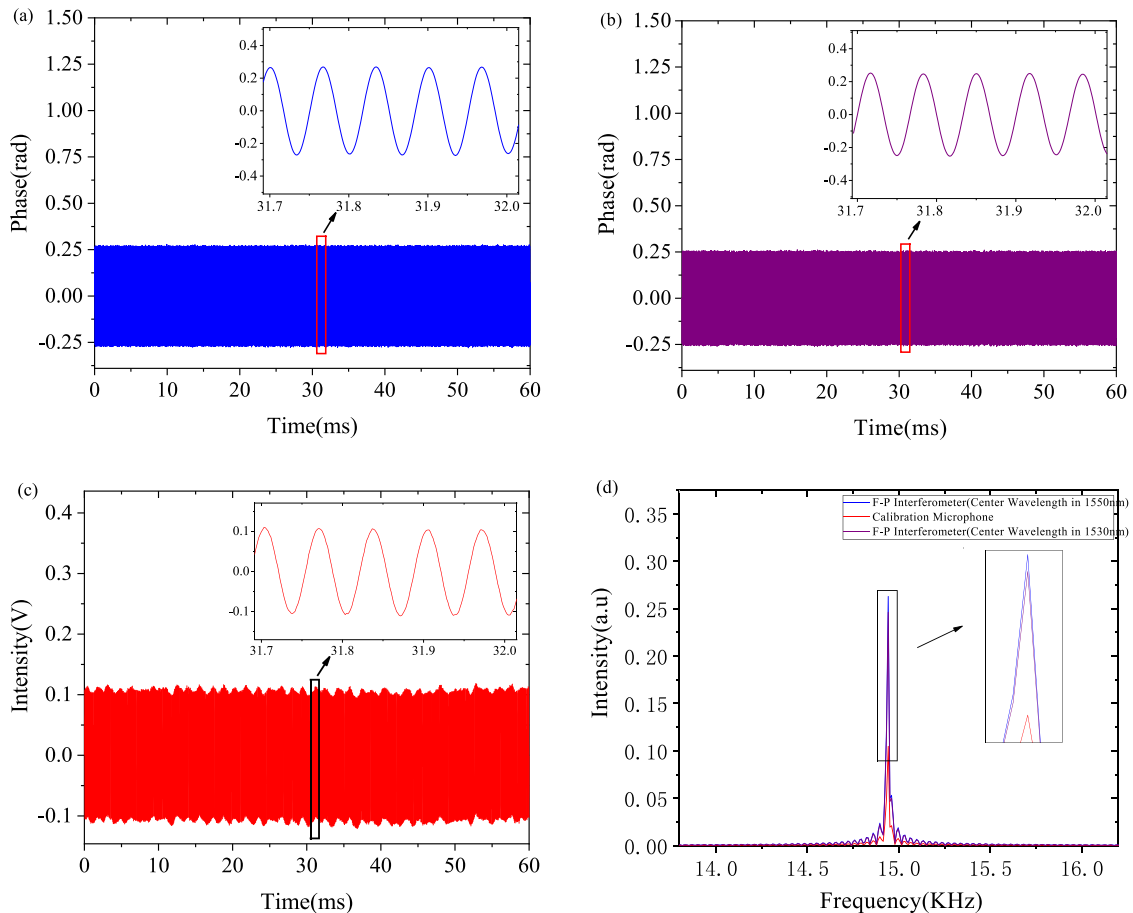 (a)
1.50
1.25
1.00
0.75
0.50
0.25
0.00
-0.25
Phase(rad)
0.4
0.2
0.0
-0.2
-0.4
31.7 31.8 31.9 32.0
0 10 20 30 40 50 60
Time(ms)
(b)
1.50
1.25
1.00
0.75
0.50
0.25
0.00
-0.25
Phase(rad)
0.4
0.2
0.0
-0.2
-0.4
31.7 31.8 31.9 32.0
0 10 20 30 40 50 60
Time(ms)
(c)
0.4
0.3
0.2
0.1
0.0
-0.1
Intensity(V)
0.1
0.0
-0.1
31.7 31.8 31.9 32.0
0 10 20 30 40 50 60
Time(ms)
(d)
0.35
0.30
0.25
0.20
0.15
0.10
0.05
0.00
Intensity(a.u)
F-P Interferometer(Center Wavelength in 1550nm)
Calibration Microphone
F-P Interferometer(Center Wavelength in 1530nm)
14.0 14.5 15.0 15.5 16.0
Frequency(KHz)